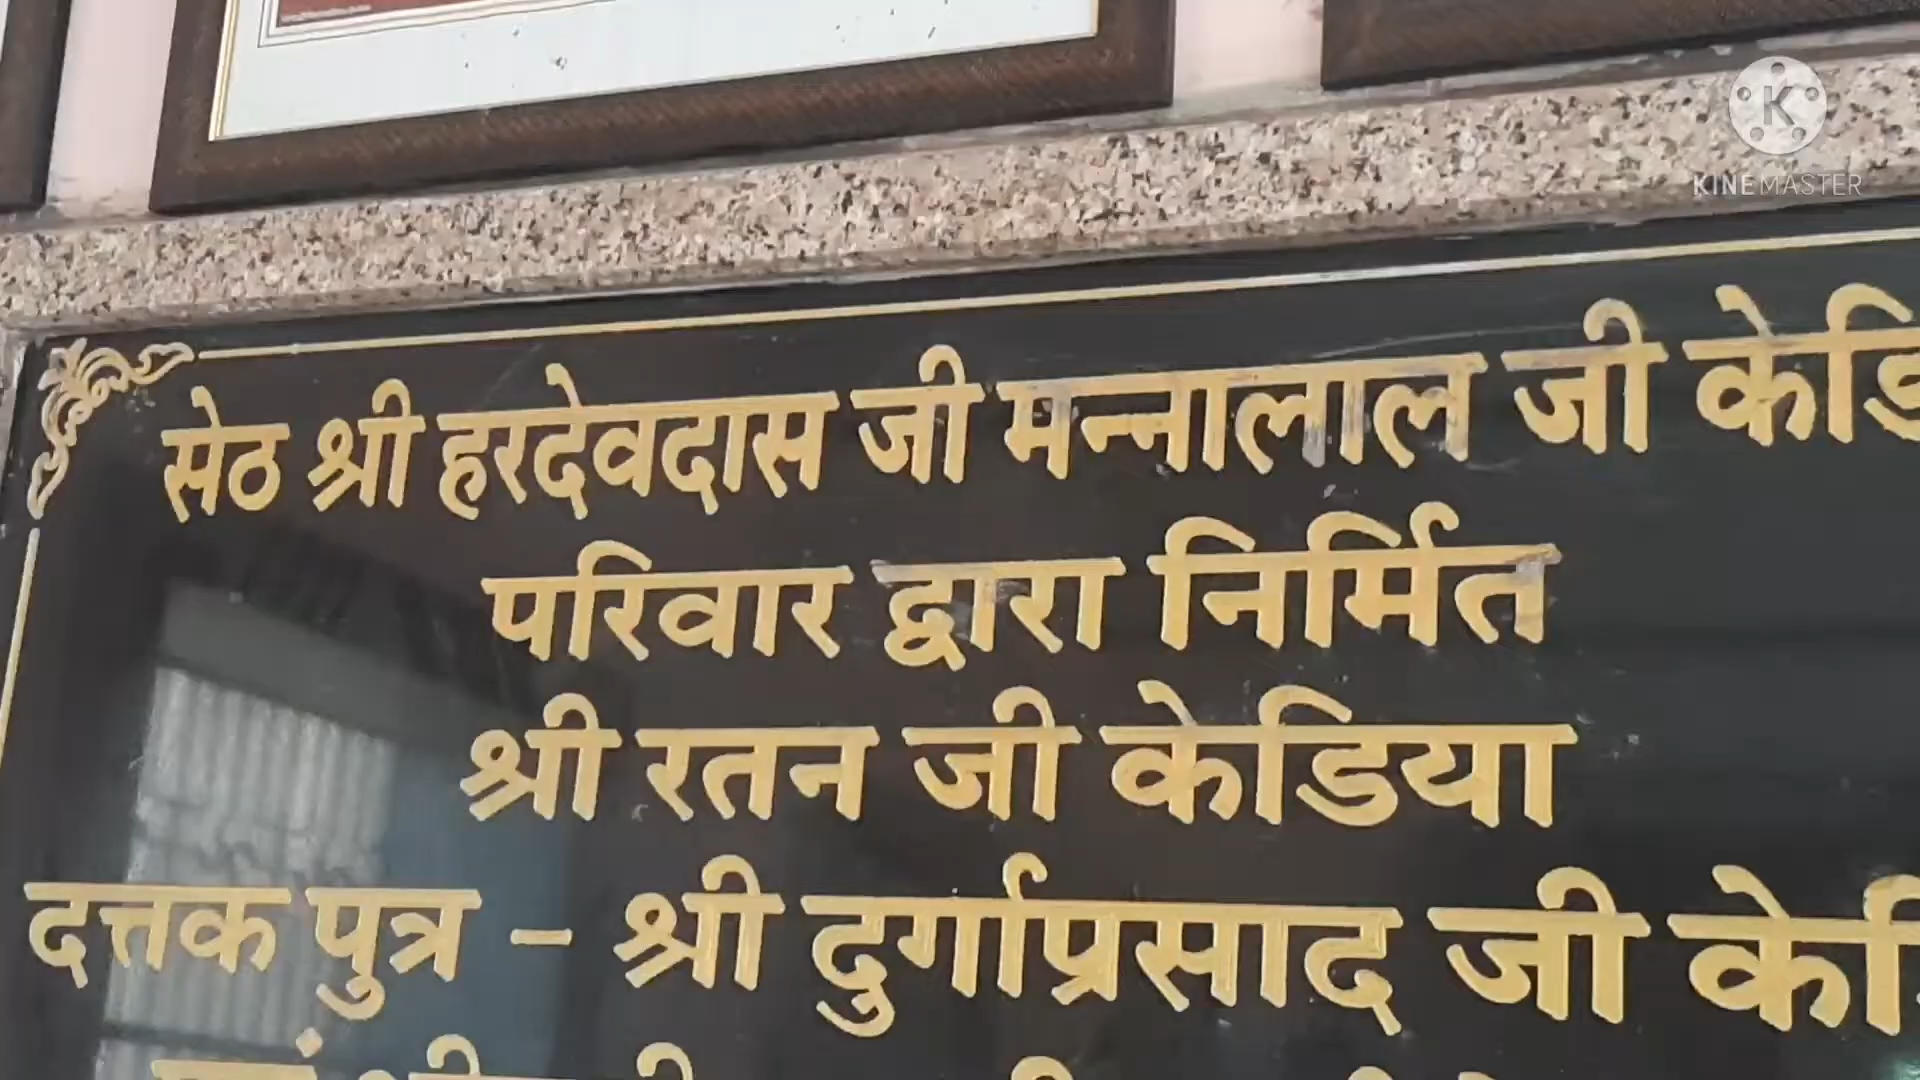 KINEMASTER
सेठ श्री हरदेवदास जी मन्नालाल जी
परिवार द्वारा निर्मित
श्री रतन जी केडिया
दत्तक पुत्र – श्री दुर्गाप्रसाद जी